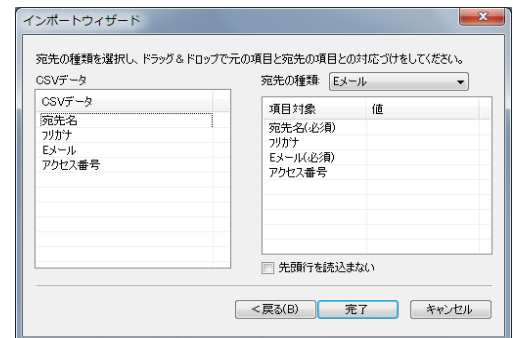 インポートウィザード
宛先の種類を選択し、ドラッグ＆ドロップで元の項目と宛先の項目との対応づけをしてください。
CSVデータ
宛先の種類 Eメール
CSVデータ
宛先名
フリガナ
Eメール
アクセス番号
項目対象 値
宛先名(必須)
フリガナ
Eメール(必須)
アクセス番号
先頭行を読込まない
<戻る(B) 完了 キャンセル